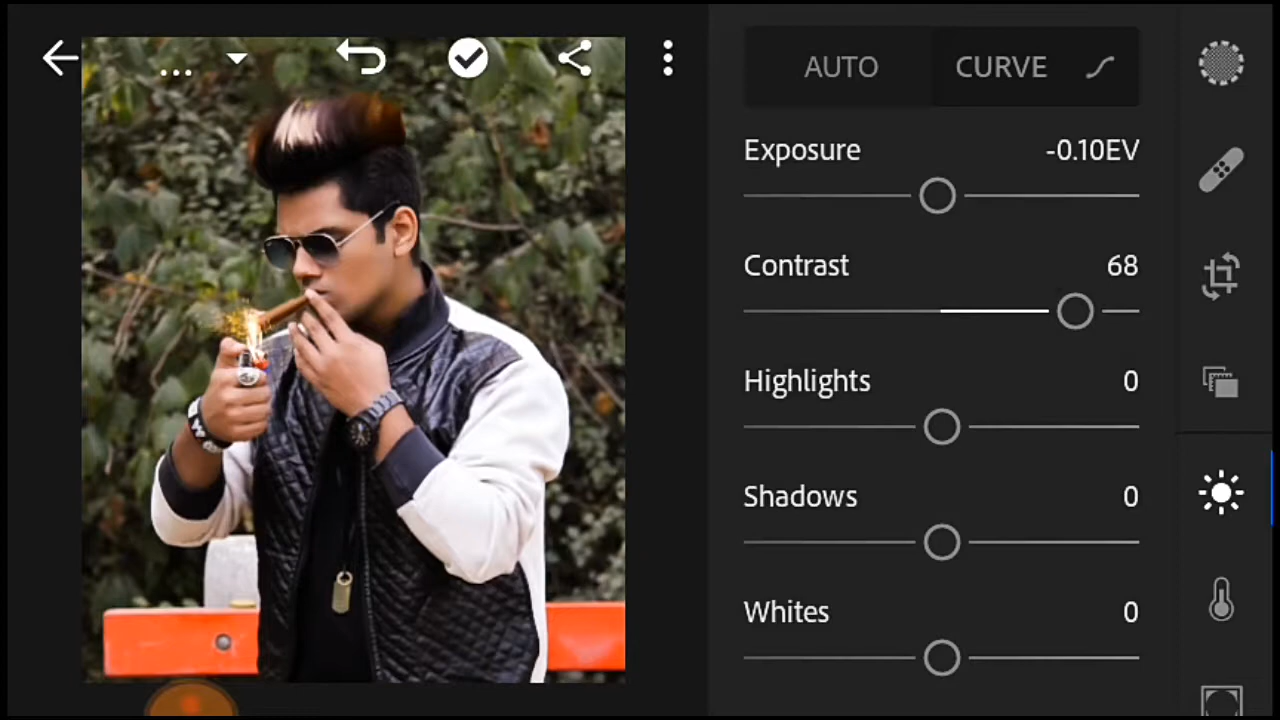 ...
AUTO
CURVE
Exposure -0.10EV
Contrast 68
Highlights 0
Shadows 0
Whites 0